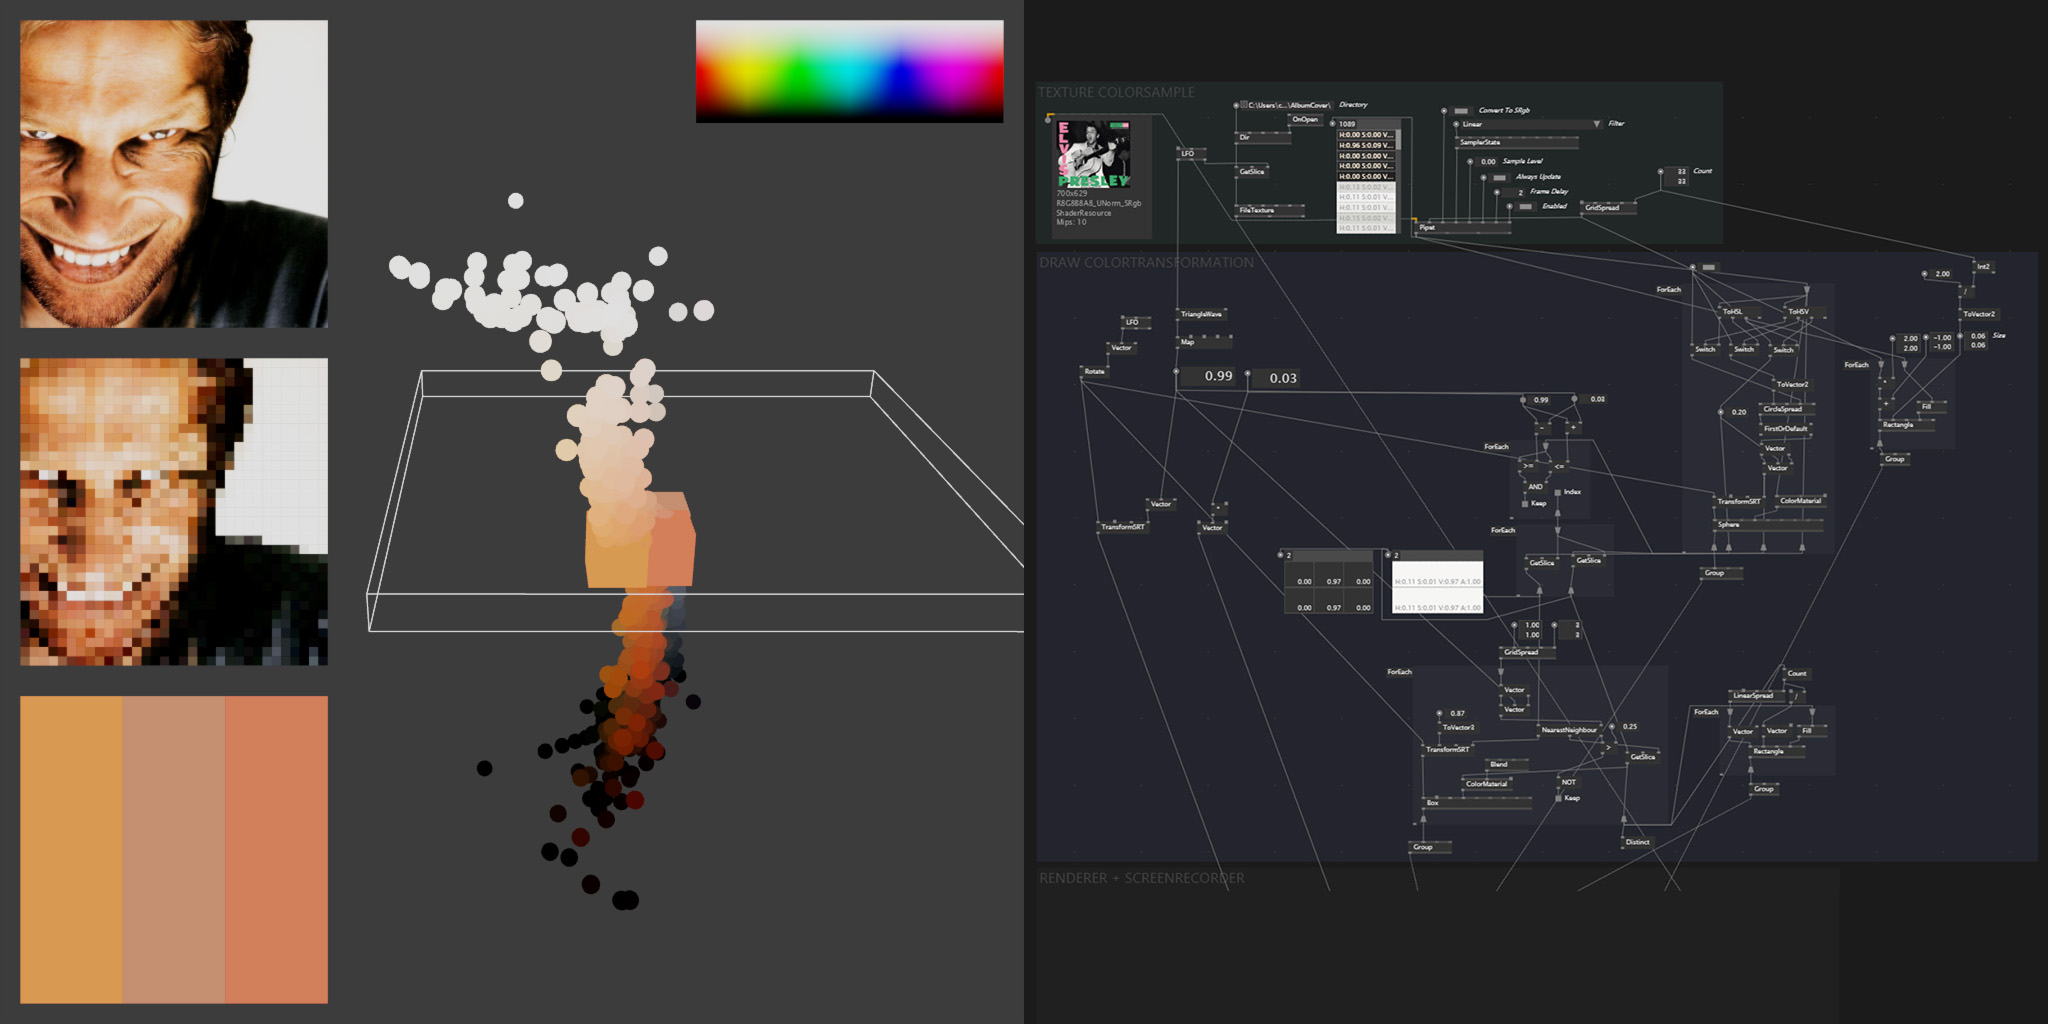 TEXTURE COLORSAMPLE
ELVIS
PRESLEY
700x629
R8G8B8A8_UNorm_SRgb
ShaderResource
Mips: 10
LFO
C:\Users\c...\AlbumCover\ Directory
OnOpen
Dir
GetSlice
FileTexture
1089
H:0.00 S:0.00 V...
H:0.96 S:0.09 V...
H:0.00 S:0.00 V...
H:0.00 S:0.00 V...
H:0.00 S:0.00 V...
H:0.13 S:0.02 V...
H:0.11 S:0.01 V...
H:0.11 S:0.01 V...
H:0.15 S:0.02 V...
H:0.11 S:0.01 V...
Convert To SRgb
Linear Filter
SamplerState
0.00 Sample Level
Always Update
2 Frame Delay
Enabled
Pipet
GridSpread
33 Count
33
DRAW COLORTRANSFORMATION
LFO
Vector
Rotate
TriangleWave
Map
0.99
0.03
TransformSRT
Vector
Vector
0.99
0.03
-
+
ForEach
>=
<=
AND
Keep
Index
ForEach
GetSlice
GetSlice
ForEach
ToHSL
ToHSV
Switch
Switch
Switch
ToVector2
0.20
CircleSpread
FirstOrDefault
Vector
Vector
TransformSRT
ColorMaterial
Sphere
Group
2.00
Int2
/
ToVector2
2.00
2.00
-1.00
-1.00
0.06 Size
0.06
ForEach
+
Fill
Rectangle
Group
2
0.00 0.97 0.00
0.00 0.97 0.00
2
H:0.11 S:0.01 V:0.97 A:1.00
H:0.11 S:0.01 V:0.97 A:1.00
1.00
1.00
GridSpread
ForEach
Vector
Vector
0.87
ToVector3
TransformSRT
NearestNeighbour
0.25
>
GetSlice
Blend
ColorMaterial
NOT
Keep
Box
Group
Distinct
Count
LinearSpread
/
ForEach
Vector
Vector
Fill
Rectangle
Group
RENDERER + SCREENRECORDER